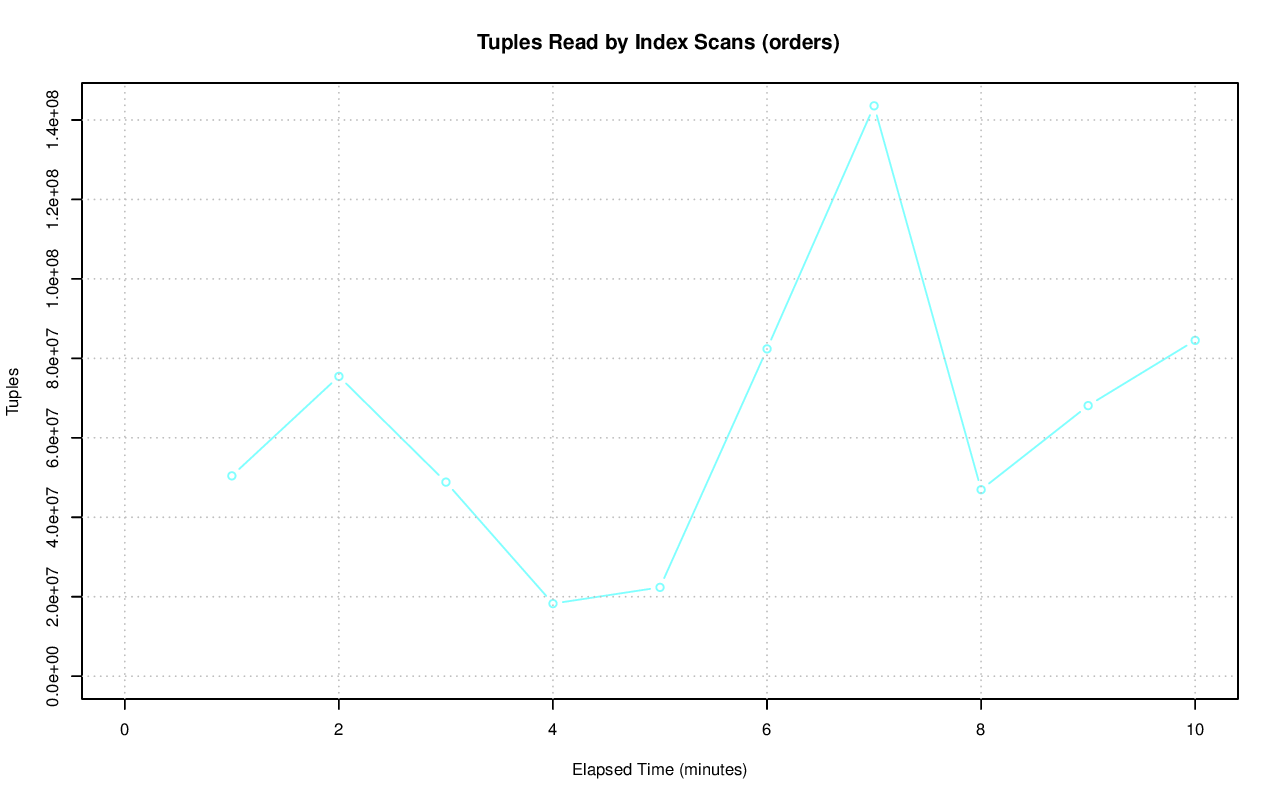 Tuples Read by Index Scans (orders)
Tuples
1.4e+08
1.2e+08
1.0e+08
8.0e+07
6.0e+07
4.0e+07
2.0e+07
0.0e+00
0 2 4 6 8 10
Elapsed Time (minutes)